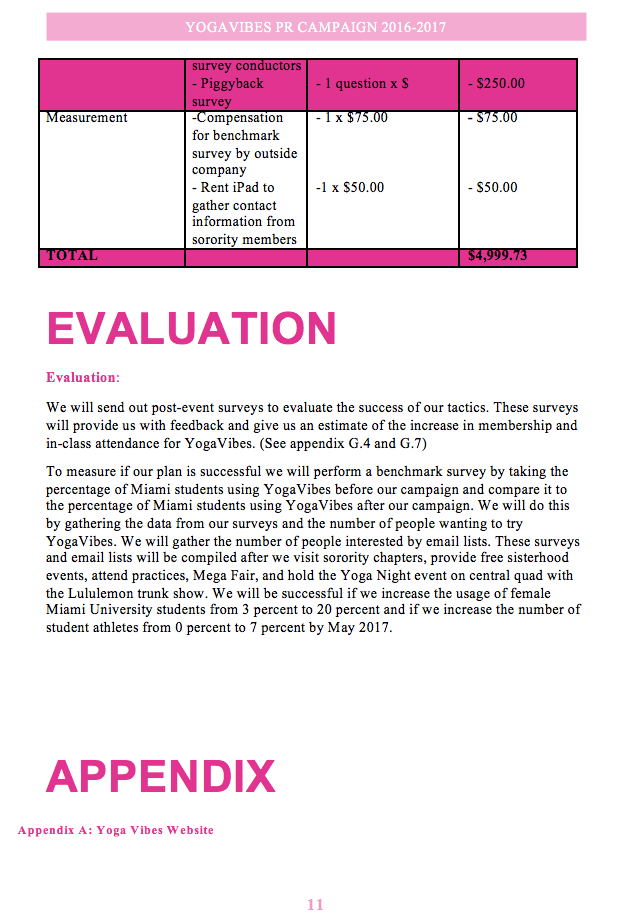 YOGAVIBES PR CAMPAIGN 2016-2017
survey conductors
- Piggyback - 1 question x $ - $250.00
survey
Measurement -Compensation - 1 x $75.00 - $75.00
for benchmark
survey by outside
company
- Rent iPad to -1 x $50.00 - $50.00
gather contact
information from
sorority members
TOTAL $4,999.73
EVALUATION
Evaluation:
We will send out post-event surveys to evaluate the success of our tactics. These surveys
will provide us with feedback and give us an estimate of the increase in membership and
in-class attendance for YogaVibes. (See appendix G.4 and G.7)
To measure if our plan is successful we will perform a benchmark survey by taking the
percentage of Miami students using YogaVibes before our campaign and compare it to
the percentage of Miami students using YogaVibes after our campaign. We will do this
by gathering the data from our surveys and the number of people wanting to try
YogaVibes. We will gather the number of people interested by email lists. These surveys
and email lists will be compiled after we visit sorority chapters, provide free sisterhood
events, attend practices, Mega Fair, and hold the Yoga Night event on central quad with
the Lululemon trunk show. We will be successful if we increase the usage of female
Miami University students from 3 percent to 20 percent and if we increase the number of
student athletes from 0 percent to 7 percent by May 2017.
APPENDIX
Appendix A: Yoga Vibes Website
11